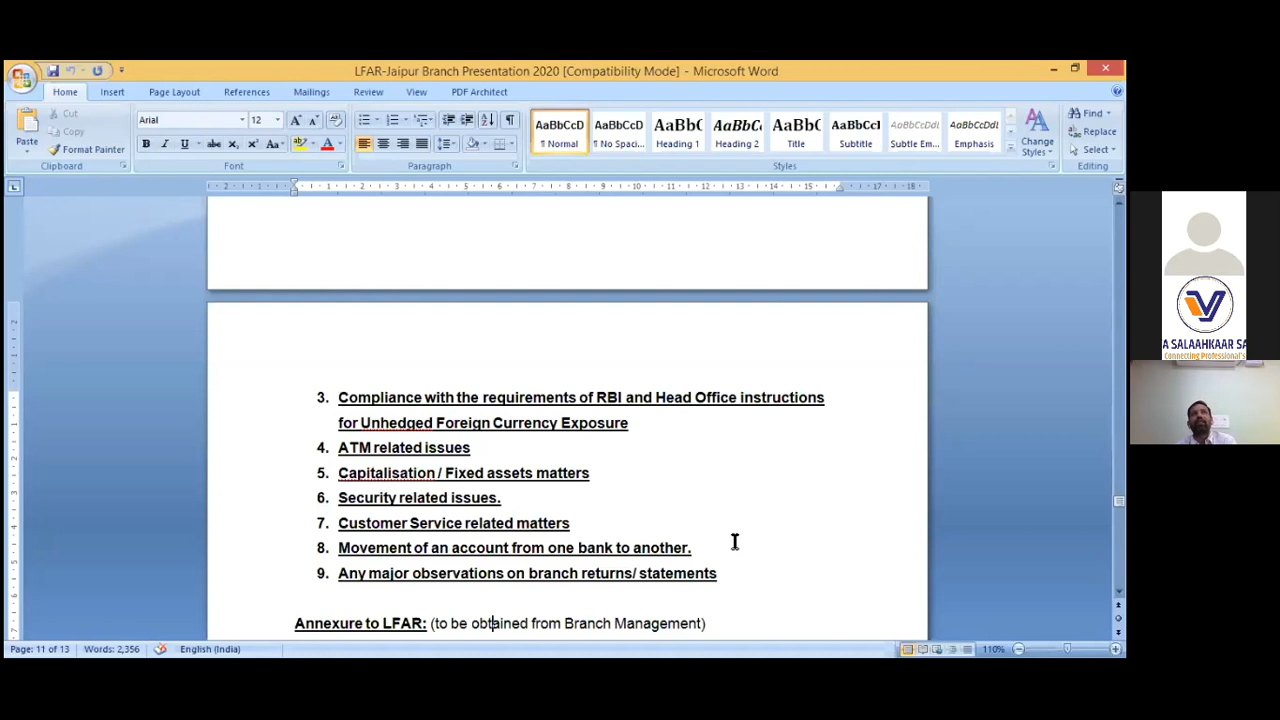 LFAR-Jaipur Branch Presentation 2020 [Compatibility Mode] - Microsoft Word
Home Insert Page Layout References Mailings Review View PDF Architect
Paste
Cut
Copy
Format Painter
Clipboard
Arial 12
Font
Paragraph
AaBbCcD AaBbCcD AaBbC AaBbCc AaBbC AaBbCcI AaBbCcDdI AaBbCcDdI
¶ Normal ¶ No Spaci... Heading 1 Heading 2 Title Subtitle Subtle Em... Emphasis
Styles
Change
Styles
Find
Replace
Select
Editing
3. Compliance with the requirements of RBI and Head Office instructions
for Unhedged Foreign Currency Exposure
4. ATM related issues
5. Capitalisation / Fixed assets matters
6. Security related issues.
7. Customer Service related matters
8. Movement of an account from one bank to another.
9. Any major observations on branch returns/ statements
Annexure to LFAR: (to be obtained from Branch Management)
Page: 11 of 13 Words: 2,356 English (India) 110%
A SALAAHKAAR SA
Connecting Professional's